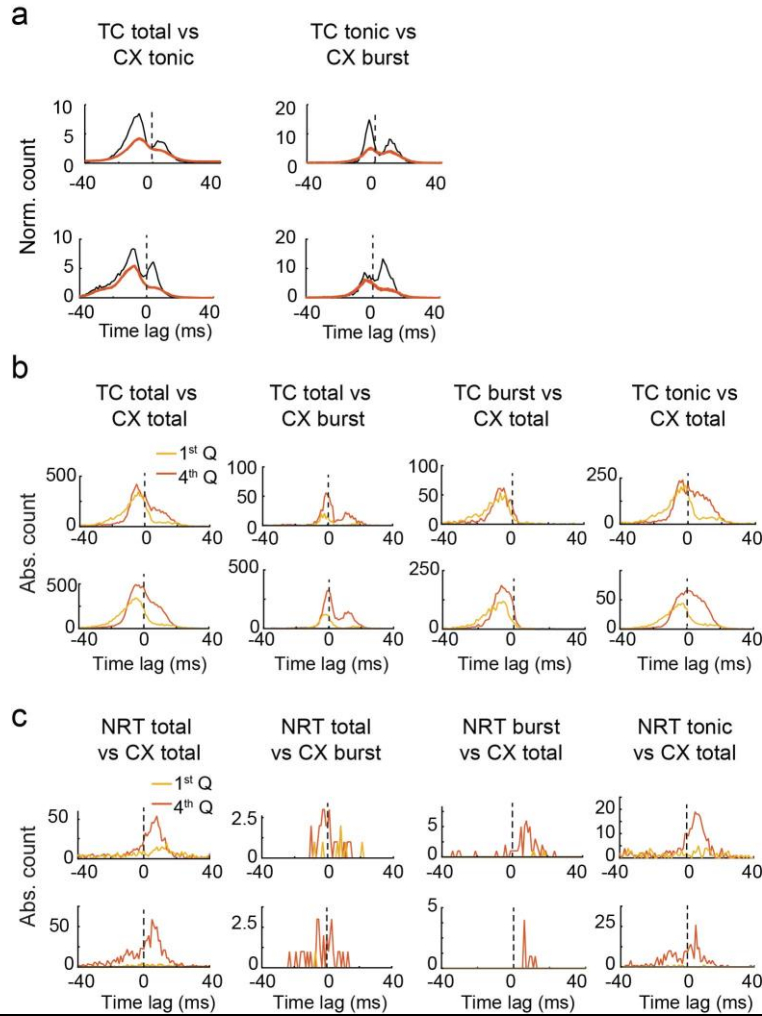 a
TC total vs
CX tonic
TC tonic vs
CX burst
Norm. count
10
5
0
-40 0 40
20
10
0
-40 0 40
10
5
0
-40 0 40
Time lag (ms)
20
10
0
-40 0 40
Time lag (ms)
b
TC total vs
CX total
TC total vs
CX burst
TC burst vs
CX total
TC tonic vs
CX total
1st Q
4th Q
Abs. count
500
250
0
-40 0 40
100
50
0
-40 0 40
100
50
0
-40 0 40
250
0
-40 0 40
500
250
0
-40 0 40
Time lag (ms)
500
0
-40 0 40
Time lag (ms)
250
0
-40 0 40
Time lag (ms)
50
0
-40 0 40
Time lag (ms)
c
NRT total
vs CX total
NRT total
vs CX burst
NRT burst
vs CX total
NRT tonic
vs CX total
1st Q
4th Q
Abs. count
50
25
0
-40 0 40
2.5
0
-40 0 40
5
0
-40 0 40
20
10
0
-40 0 40
50
25
0
-40 0 40
Time lag (ms)
2.5
0
-40 0 40
Time lag (ms)
5
0
-40 0 40
Time lag (ms)
25
0
-40 0 40
Time lag (ms)